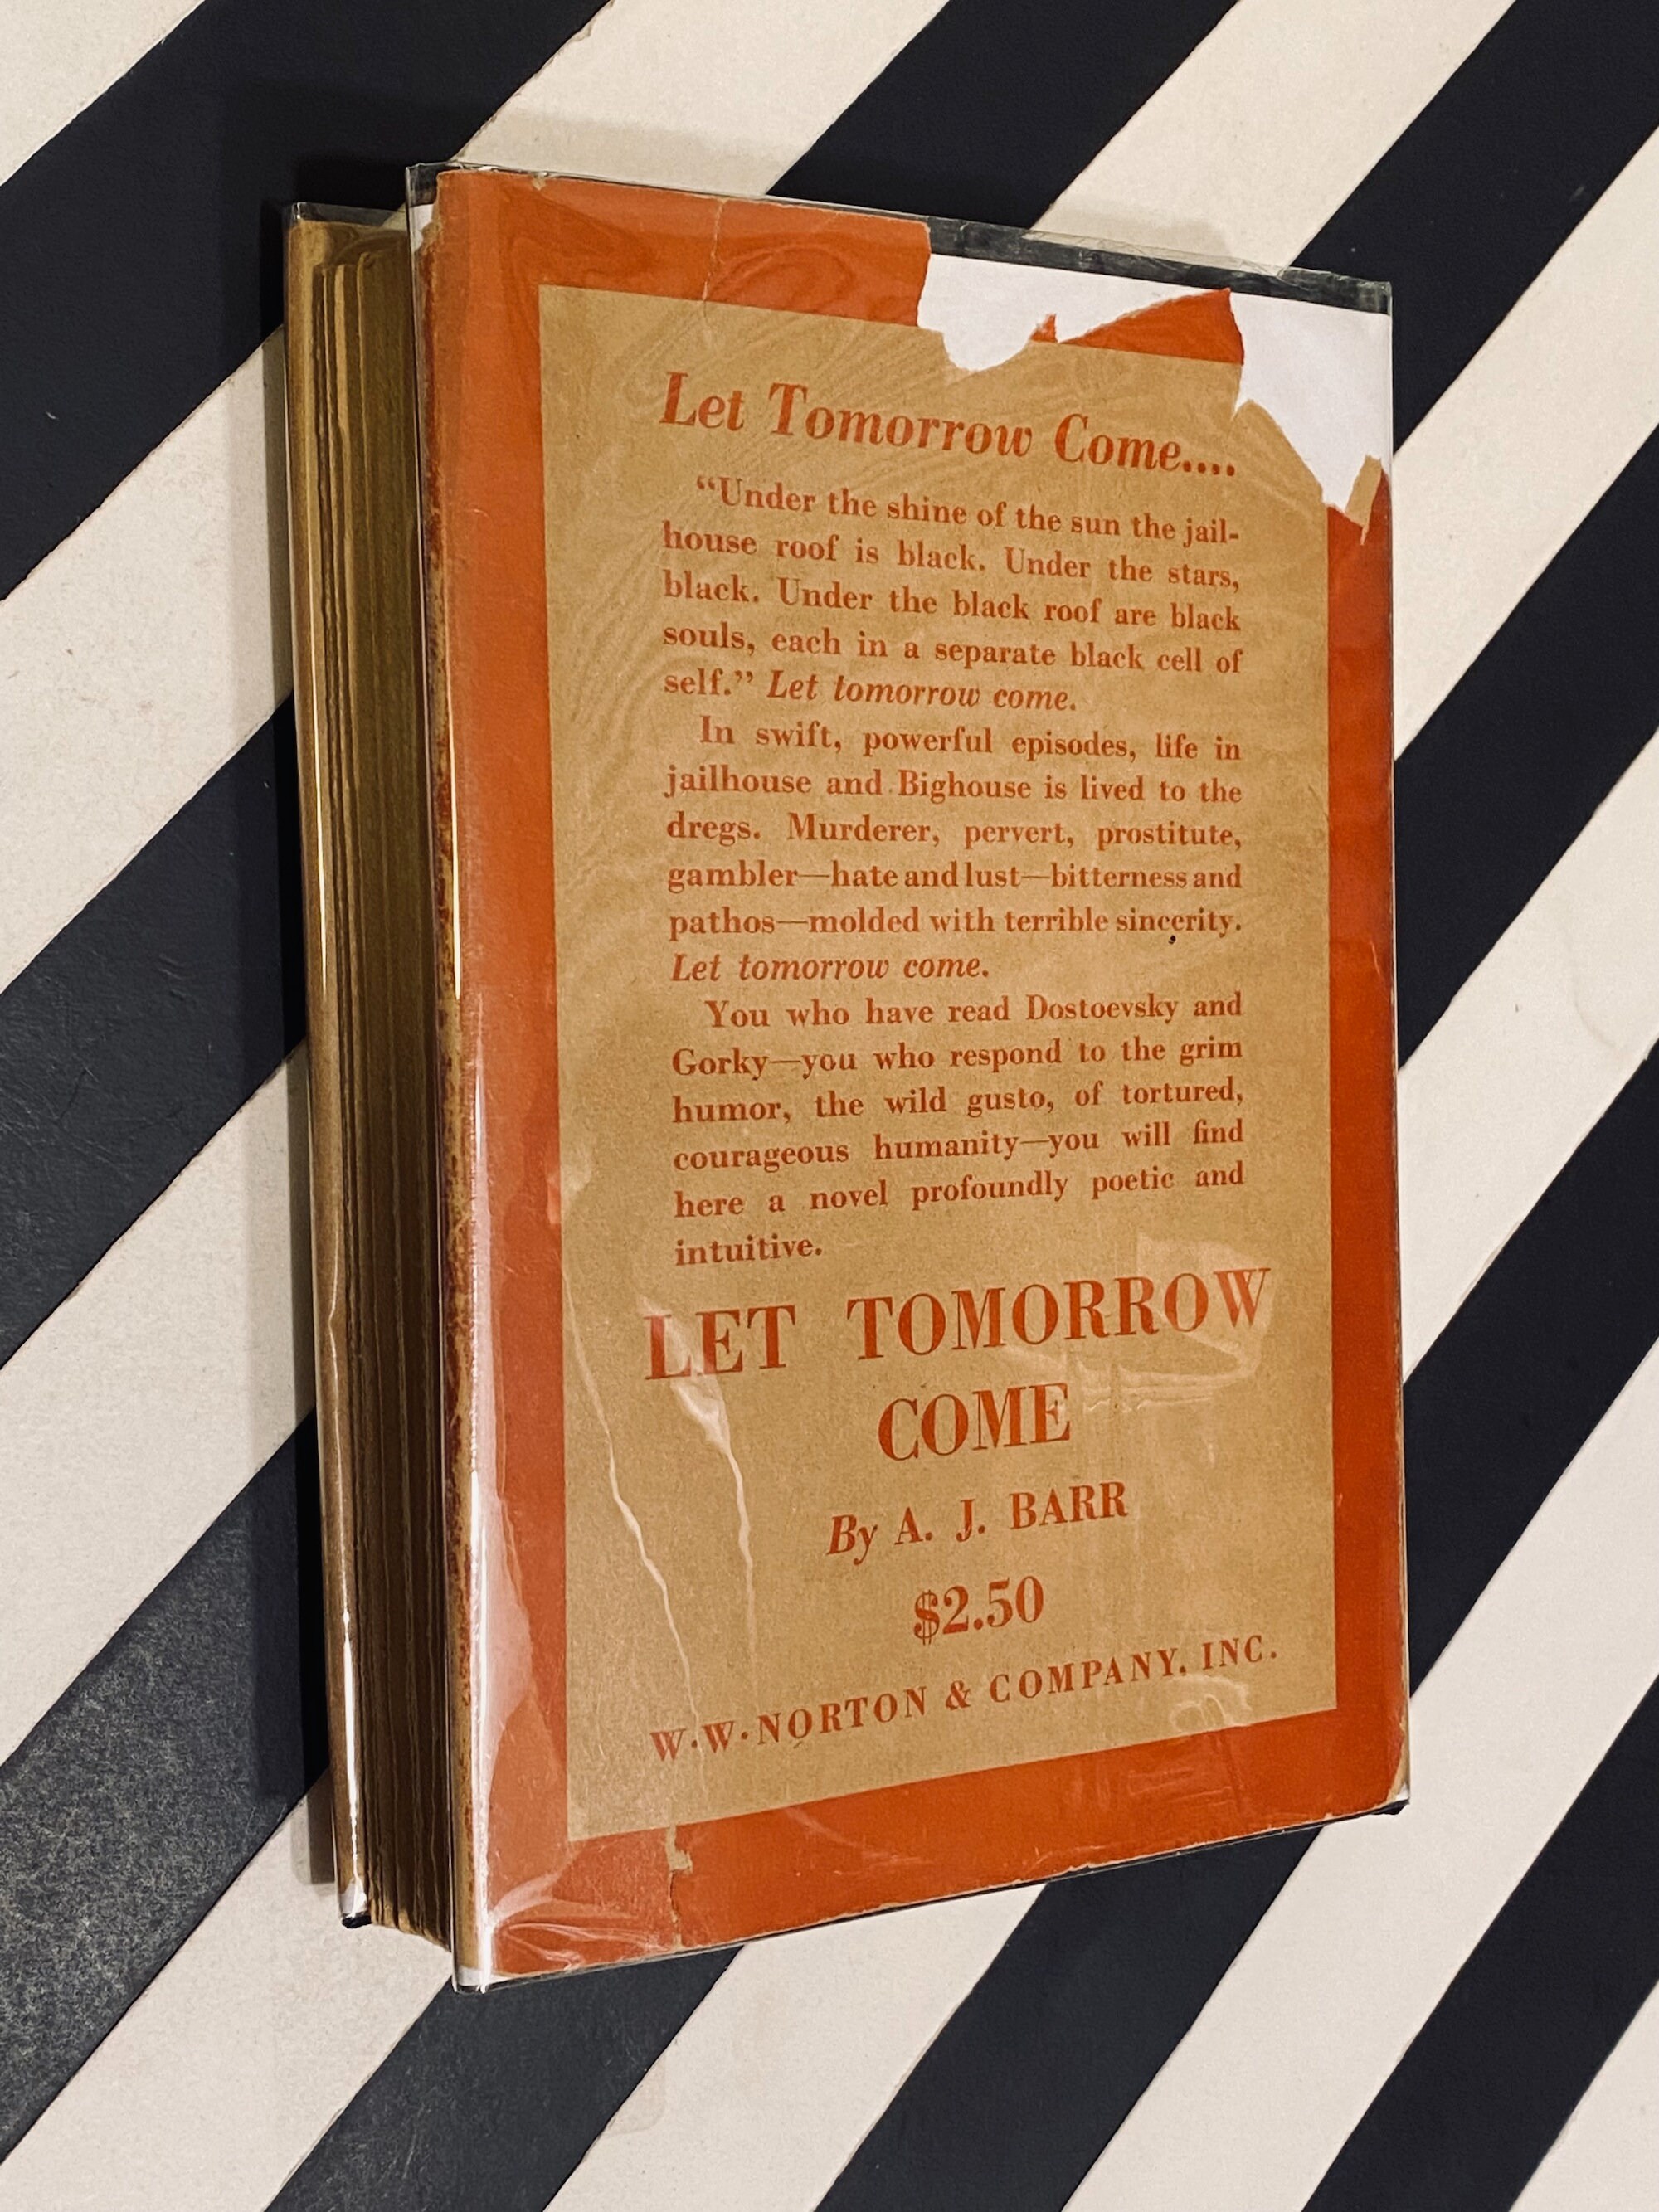 Let Tomorrow Come....
“Under the shine of the sun the jail-
house roof is black. Under the stars,
black. Under the black roof are black
souls, each in a separate black cell of
self.” Let tomorrow come.
In swift, powerful episodes, life in
jailhouse and Bighouse is lived to the
dregs. Murderer, pervert, prostitute,
gambler—hate and lust—bitterness and
pathos—molded with terrible sincerity.
Let tomorrow come.
You who have read Dostoevsky and
Gorky—you who respond to the grim
humor, the wild gusto, of tortured,
courageous humanity—you will find
here a novel profoundly poetic and
intuitive.
LET TOMORROW
COME
By A. J. BARR
$2.50
W·W·NORTON & COMPANY, INC.